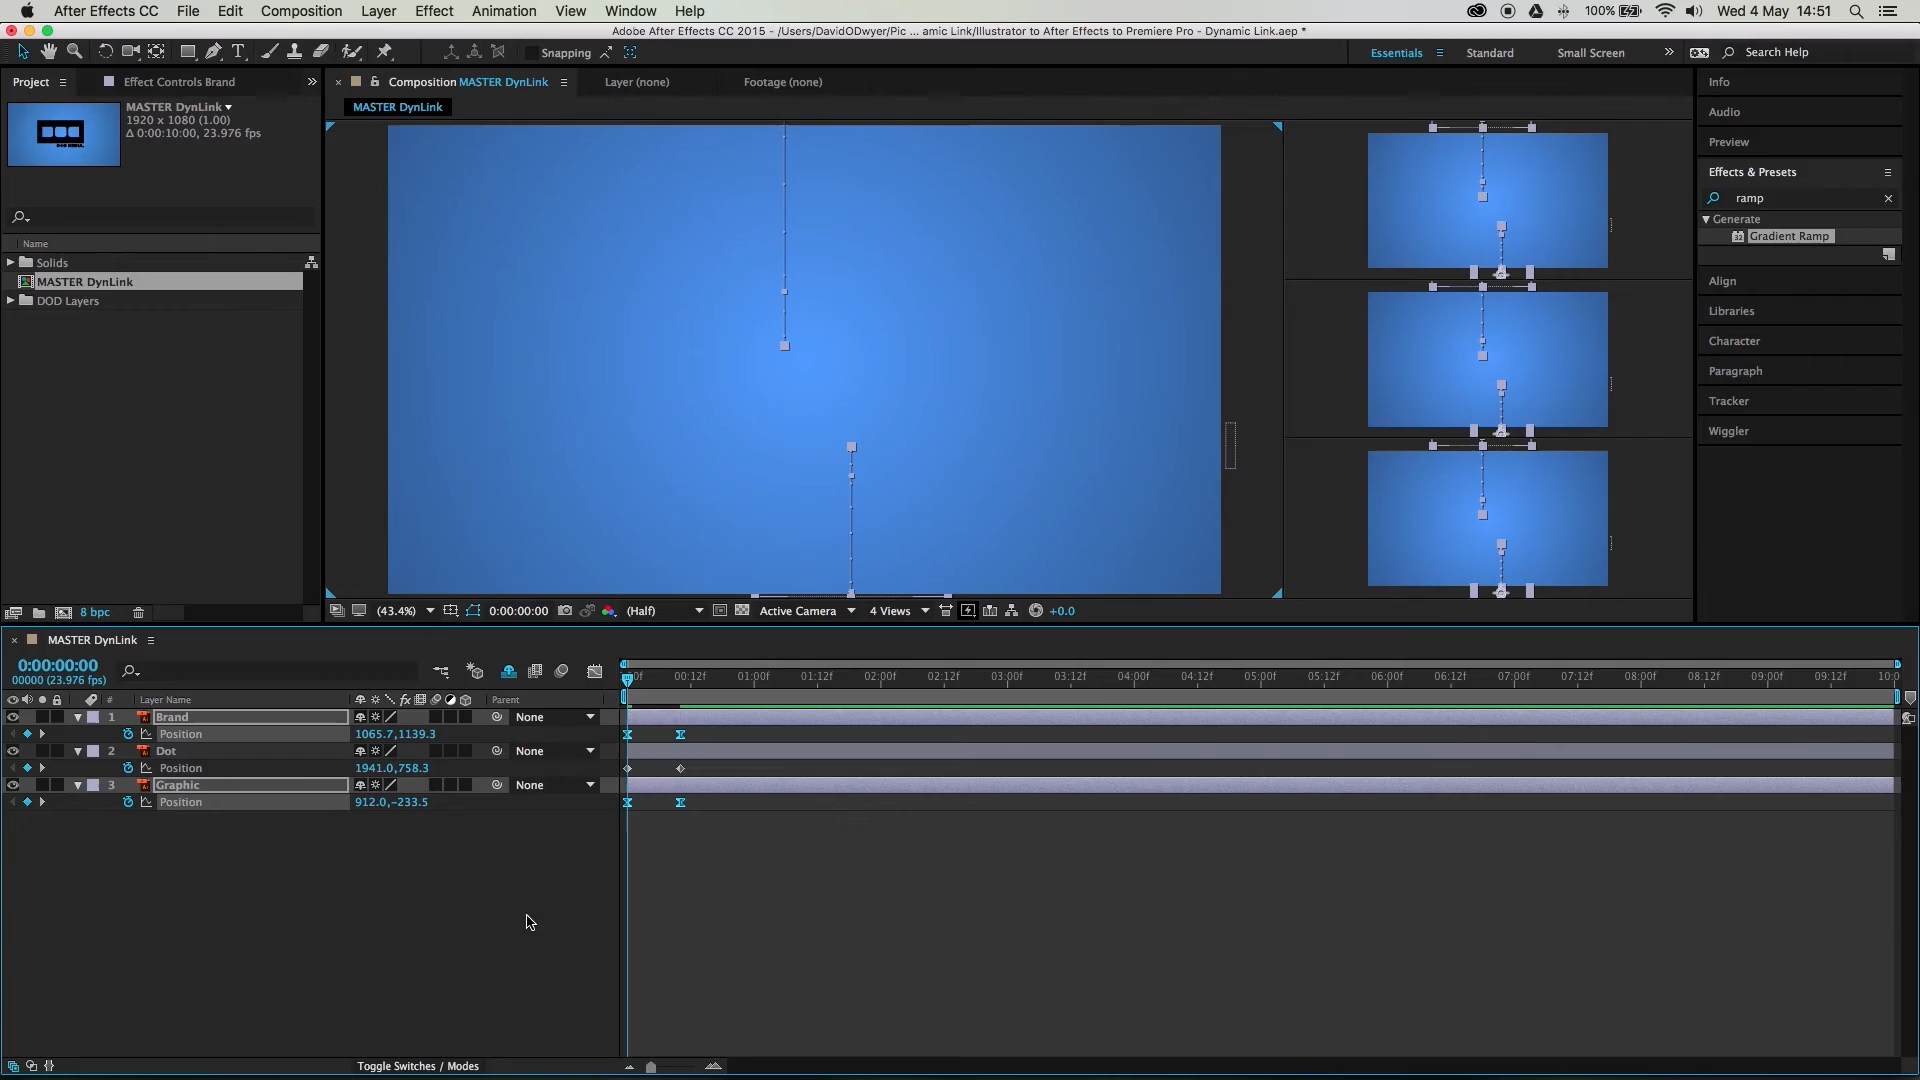 After Effects CC File Edit Composition Layer Effect Animation View Window Help 100% Wed 4 May 14:51
Adobe After Effects CC 2015 - /Users/DavidODwyer/Pic ... amic Link/Illustrator to After Effects to Premiere Pro - Dynamic Link.aep *
T Snapping Essentials Standard Small Screen » Search Help
Project Effect Controls Brand » Composition MASTER DynLink Layer (none) Footage (none) Info
MASTER DynLink
1920 x 1080 (1.00)
Δ 0:00:10:00, 23.976 fps
MASTER DynLink
Audio
Preview
Effects & Presets
ramp
Generate
Gradient Ramp
Name
Solids
MASTER DynLink
DOD Layers
Align
Libraries
Character
Paragraph
Tracker
Wiggler
8 bpc (43.4%) 0:00:00:00 (Half) Active Camera 4 Views +0.0
MASTER DynLink
0:00:00:00
00000 (23.976 fps)
00:12f 01:00f 01:12f 02:00f 02:12f 03:00f 03:12f 04:00f 04:12f 05:00f 05:12f 06:00f 06:12f 07:00f 07:12f 08:00f 08:12f 09:00f 09:12f 10:0
# Layer Name fx Parent
1 Brand None
Position 1065.7,1139.3
2 Dot None
Position 1941.0,758.3
3 Graphic None
Position 912.0,-233.5
Toggle Switches / Modes